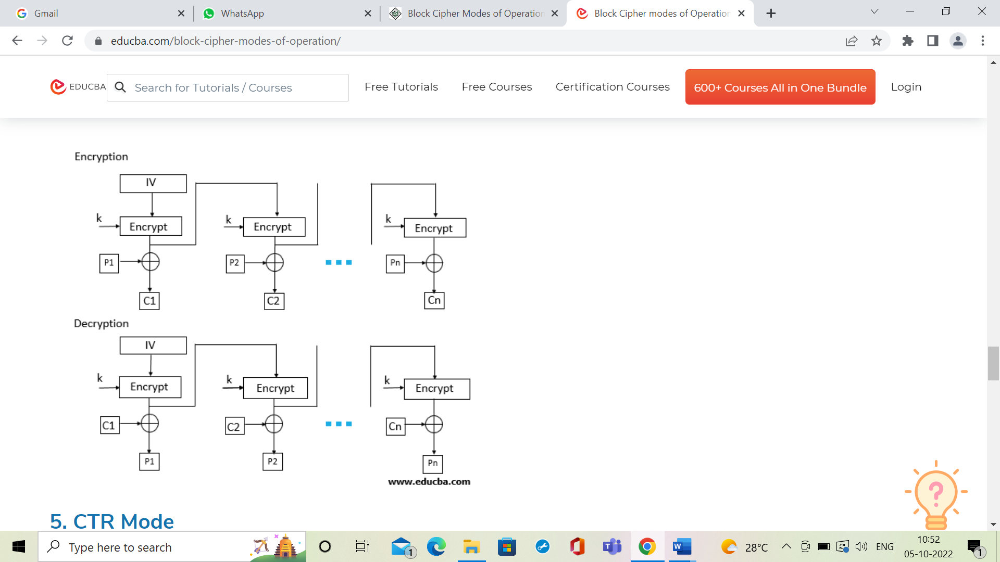 Gmail
WhatsApp
Block Cipher Modes of Operation
Block Cipher modes of Operation
educba.com/block-cipher-modes-of-operation/
EDUCBA
Search for Tutorials / Courses
Free Tutorials
Free Courses
Certification Courses
600+ Courses All in One Bundle
Login
Encryption
IV
k
Encrypt
k
Encrypt
k
Encrypt
P1
P2
Pn
C1
C2
Cn
Decryption
IV
k
Encrypt
k
Encrypt
k
Encrypt
C1
C2
Cn
P1
P2
Pn
www.educba.com
?
5. CTR Mode
Type here to search
1
W
28°C
ENG
10:52
05-10-2022
1